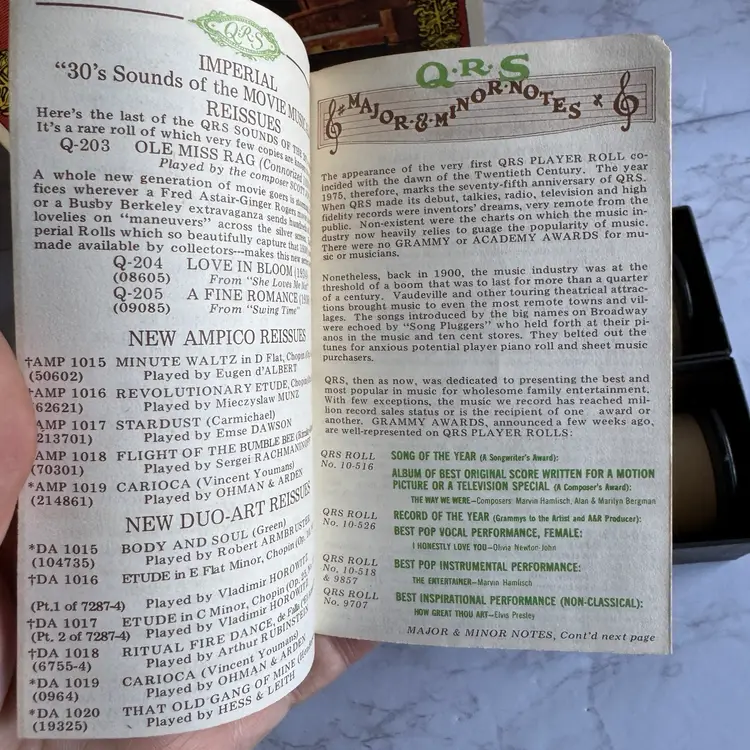 QRS
IMPERIAL
"30's Sounds of the MOVIE
REISSUES
Here's the last of the QRS SOUNDS OF THE
It's a rare roll of which very few copies are
Q-203 OLE MISS RAG (Connorized
Played by the composer
A whole new generation of movie goers is
fices wherever a Fred Astair-Ginger Rogers
or a Busby Berkeley extravaganza sends
lovelies on "maneuvers" across the silver
perial Rolls which so beautifully capture that
made available by collectors---makes this new
Q-204 LOVE IN BLOOM
(08605) From "She Loves Me Not"
Q-205 A FINE ROMANCE
(09085) From "Swing Time"
NEW AMPICO REISSUES
†AMP 1015 MINUTE WALTZ in D Flat, Chopin
(50602) Played by Eugen d'ALBERT
†AMP 1016 REVOLUTIONARY ETUDE, Chopin
(62621) Played by Mieczyslaw MUNZ
AMP 1017 STARDUST (Carmichael)
213701) Played by Emse DAWSON
AMP 1018 FLIGHT OF THE BUMBLE BEE
(70301) Played by Sergei RACHMANINOFF
*AMP 1019 CARIOCA (Vincent Youmans)
(214861) Played by OHMAN & ARDEN
NEW DUO-ART REISSUES
*DA 1015 BODY AND SOUL (Green)
(104735) Played by Robert ARMBRUSTER
†DA 1016 ETUDE in E Flat Minor, Chopin
(Pt.1 of 7287-4) Played by Vladimir HOROWITZ
†DA 1017 ETUDE in C Minor, Chopin
(Pt. 2 of 7287-4) Played by Vladimir HOROWITZ
†DA 1018 RITUAL FIRE DANCE, de Falla
(6755-4) Played by Arthur RUBINSTEIN
*DA 1019 CARIOCA (Vincent Youmans)
(0964) Played by OHMAN & ARDEN
*DA 1020 THAT OLD GANG OF MINE
(19325) Played by HESS & LEITH
Q·R·S
MAJOR·&·MINOR·NOTES
The appearance of the very first QRS PLAYER ROLL co-
incided with the dawn of the Twentieth Century. The year
1975, therefore, marks the seventy-fifth anniversary of QRS.
When QRS made its debut, talkies, radio, television and high
fidelity records were inventors' dreams, very remote from the
public. Non-existent were the charts on which the music in-
dustry now heavily relies to guage the popularity of music.
There were no GRAMMY or ACADEMY AWARDS for mu-
sic or musicians.
Nonetheless, back in 1900, the music industry was at the
threshold of a boom that was to last for more than a quarter
of a century. Vaudeville and other touring theatrical attrac-
tions brought music to even the most remote towns and vil-
lages. The songs introduced by the big names on Broadway
were echoed by "Song Pluggers" who held forth at their pi-
anos in the music and ten cent stores. They belted out the
tunes for anxious potential player piano roll and sheet music
purchasers.
QRS, then as now, was dedicated to presenting the best and
most popular in music for wholesome family entertainment.
With few exceptions, the music we record has reached mil-
lion record sales status or is the recipient of one award or
another. GRAMMY AWARDS, announced a few weeks ago,
are well-represented on QRS PLAYER ROLLS:
QRS ROLL SONG OF THE YEAR (A Songwriter's Award):
No. 10-516
ALBUM OF BEST ORIGINAL SCORE WRITTEN FOR A MOTION
PICTURE OR A TELEVISION SPECIAL (A Composer's Award):
THE WAY WE WERE—Composers: Marvin Hamlisch, Alan & Marilyn Bergman
QRS ROLL RECORD OF THE YEAR (Grammys to the Artist and A&R Producer):
No. 10-526
BEST POP VOCAL PERFORMANCE, FEMALE:
I HONESTLY LOVE YOU—Olivia Newton-John
QRS ROLL BEST POP INSTRUMENTAL PERFORMANCE:
No. 10-518
& 9857 THE ENTERTAINER—Marvin Hamlisch
QRS ROLL BEST INSPIRATIONAL PERFORMANCE (NON-CLASSICAL):
No. 9707
HOW GREAT THOU ART—Elvis Presley
MAJOR & MINOR NOTES, Cont'd next page